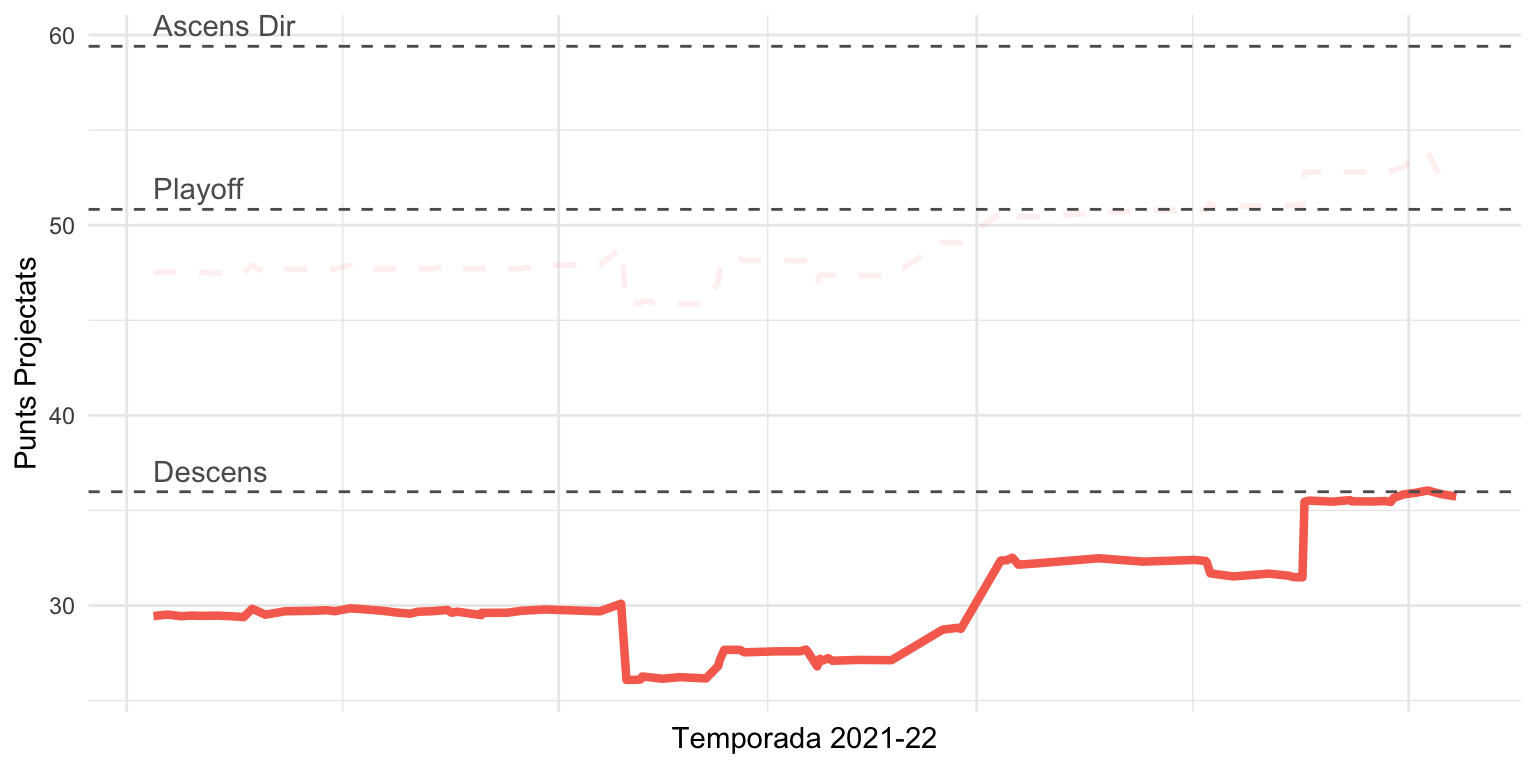 Ascens Dir
60
Playoff
50
Punts Projectats
40
Descens
30
Temporada 2021-22